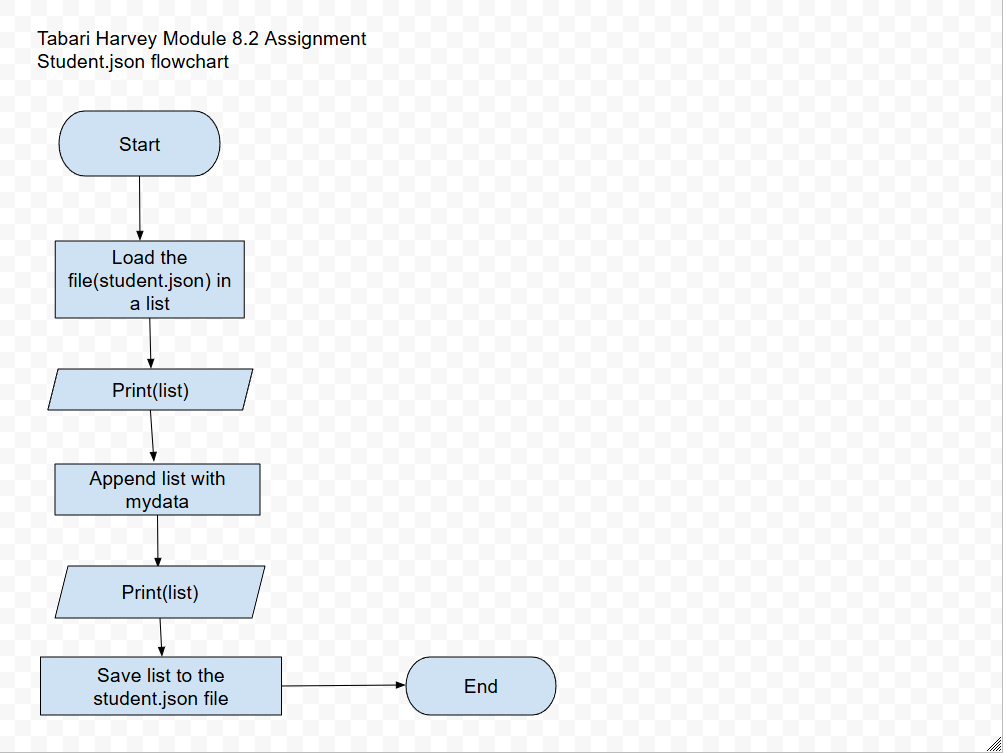 Tabari Harvey Module 8.2 Assignment
Student.json flowchart
Start
Load the
file(student.json) in
a list
Print(list)
Append list with
mydata
Print(list)
Save list to the
student.json file
End